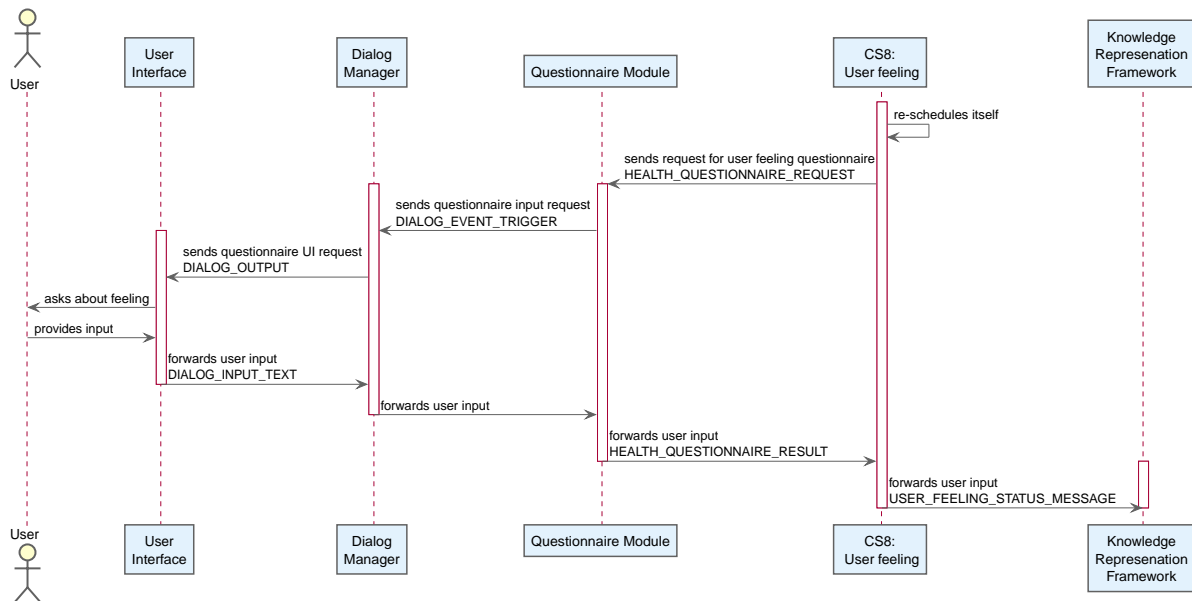 User
User
Interface
Dialog
Manager
Questionnaire Module
CS8:
User feeling
Knowledge
Represenation
Framework
re-schedules itself
sends request for user feeling questionnaire
HEALTH_QUESTIONNAIRE_REQUEST
sends questionnaire input request
DIALOG_EVENT_TRIGGER
sends questionnaire UI request
DIALOG_OUTPUT
asks about feeling
provides input
forwards user input
DIALOG_INPUT_TEXT
forwards user input
forwards user input
HEALTH_QUESTIONNAIRE_RESULT
forwards user input
USER_FEELING_STATUS_MESSAGE
User
User
Interface
Dialog
Manager
Questionnaire Module
CS8:
User feeling
Knowledge
Represenation
Framework